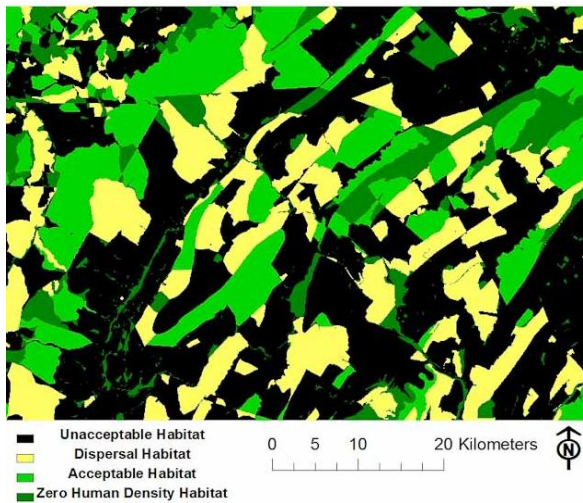 Unacceptable Habitat
Dispersal Habitat
Acceptable Habitat
Zero Human Density Habitat
0 5 10 20 Kilometers
N